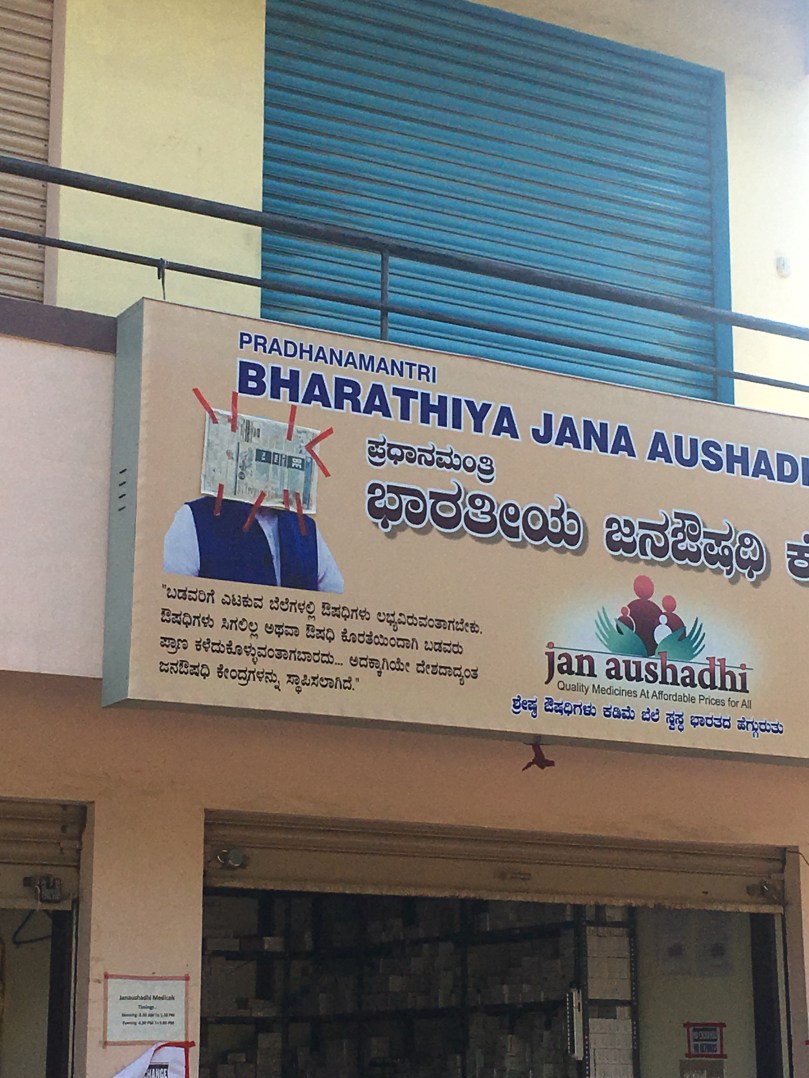 PRADHANAMANTRI
BHARATHIYA JANA AUSHADHI
ಪ್ರಧಾನಮಂತ್ರಿ
ಭಾರತೀಯ ಜನಔಷಧಿ
"ಬಡವರಿಗೆ ಎಟಕುವ ಬೆಲೆಗಳಲ್ಲಿ ಔಷಧಿಗಳು ಲಭ್ಯವಿರುವಂತಾಗಬೇಕು.
ಔಷಧಿಗಳು ಸಿಗಲಿಲ್ಲ ಅಥವಾ ಔಷಧಿ ಕೊರತೆಯಿಂದಾಗಿ ಬಡವರು
ಪ್ರಾಣ ಕಳೆದುಕೊಳ್ಳುವಂತಾಗಬಾರದು... ಅದಕ್ಕಾಗಿಯೇ ದೇಶದಾದ್ಯಂತ
ಜನಔಷಧಿ ಕೇಂದ್ರಗಳನ್ನು ಸ್ಥಾಪಿಸಲಾಗಿದೆ."
jan aushadhi
Quality Medicines At Affordable Prices for All
ಶ್ರೇಷ್ಠ ಔಷಧಿಗಳು ಕಡಿಮೆ ಬೆಲೆ ಸ್ವಸ್ಥ ಭಾರತದ ಹೆಗ್ಗುರುತು
Janaushadhi Medicals
Timings